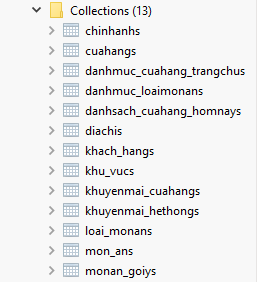 Collections (13)
chinhanhs
cuahangs
danhmuc_cuahang_trangchus
danhmuc_loaimonans
danhsach_cuahang_homnays
diachis
khach_hangs
khu_vucs
khuyenmai_cuahangs
khuyenmai_hethongs
loai_monans
mon_ans
monan_goiys